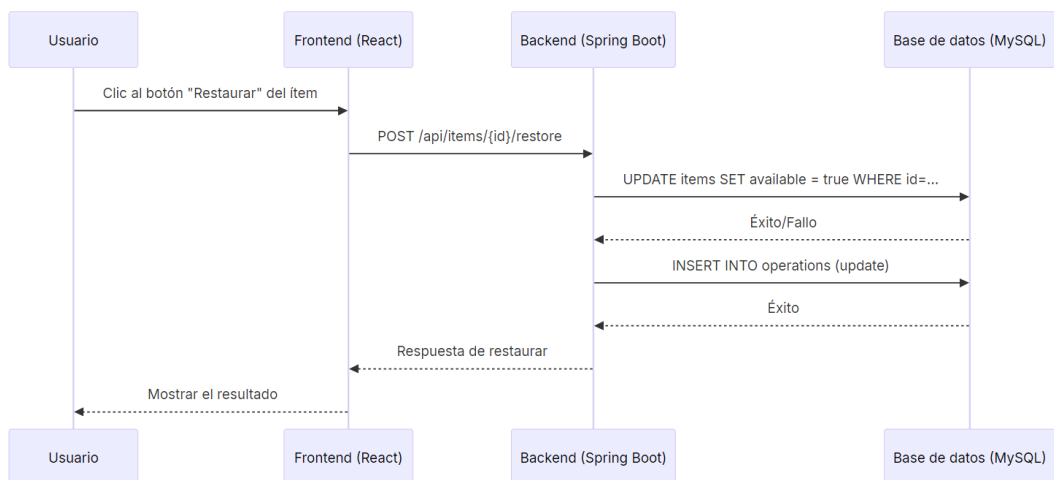 Usuario
Frontend (React)
Backend (Spring Boot)
Base de datos (MySQL)
Clic al botón "Restaurar" del ítem
POST /api/items/{id}/restore
UPDATE items SET available = true WHERE id=...
Éxito/Fallo
INSERT INTO operations (update)
Éxito
Respuesta de restaurar
Mostrar el resultado
Usuario
Frontend (React)
Backend (Spring Boot)
Base de datos (MySQL)